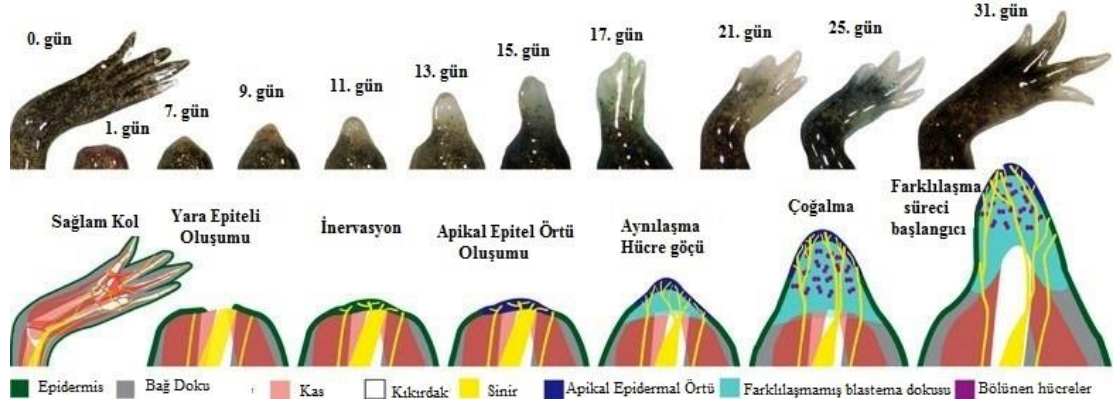 0. gün
1. gün
7. gün
9. gün
11. gün
13. gün
15. gün
17. gün
21. gün
25. gün
31. gün
Sağlam Kol
Yara Epiteli
Oluşumu
İnervasyon
Apikal Epitel Örtü
Oluşumu
Aynılaşma
Hücre göçü
Çoğalma
Farklılaşma
süreci
başlangıcı
Epidermis
Bağ Doku
Kas
Kıkırdak
Sinir
Apikal Epidermal Örtü
Farklılaşmamış blastema dokusu
Bölünen hücreler